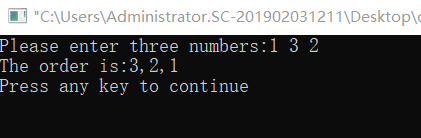 "C:\Users\Administrator.SC-201902031211\Desktop\
Please enter three numbers:1 3 2
The order is:3,2,1
Press any key to continue